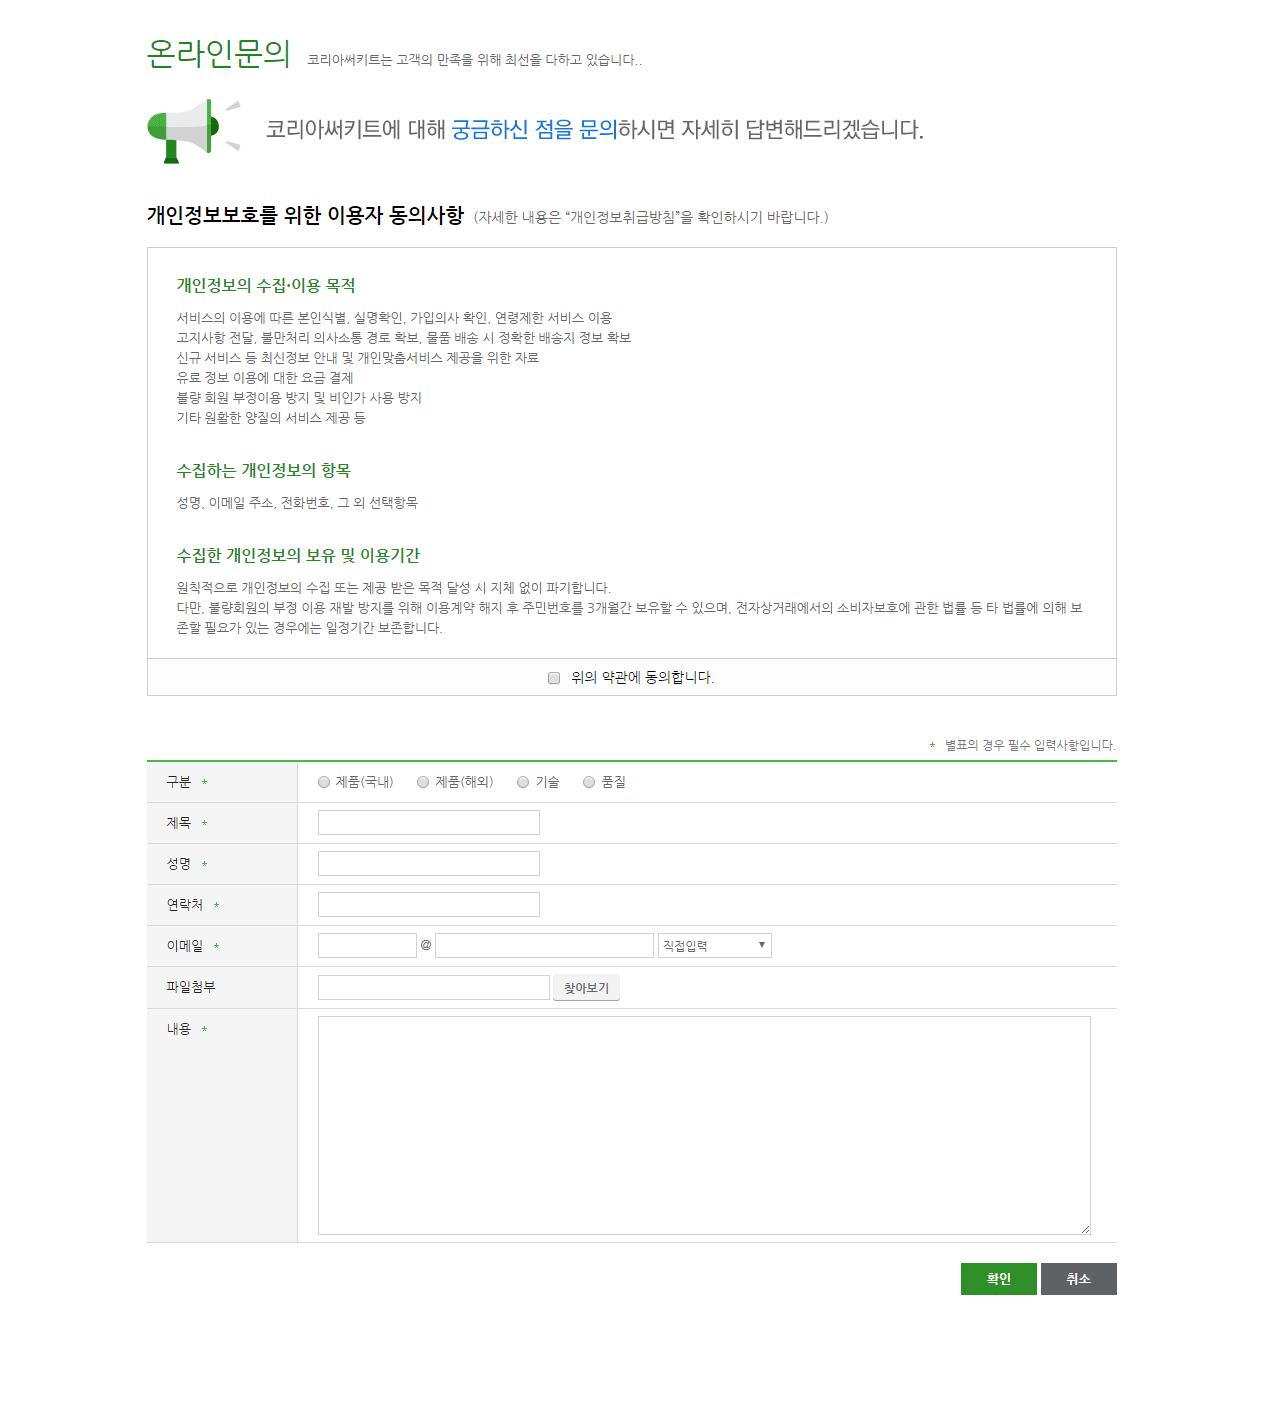 온라인문의
코리아써키트는 고객의 만족을 위해 최선을 다하고 있습니다..
코리아써키트에 대해 궁금하신 점을 문의하시면 자세히 답변해드리겠습니다.
개인정보보호를 위한 이용자 동의사항 (자세한 내용은 “개인정보취급방침”을 확인하시기 바랍니다.)
개인정보의 수집·이용 목적
서비스의 이용에 따른 본인식별, 실명확인, 가입의사 확인, 연령제한 서비스 이용
고지사항 전달, 불만처리 의사소통 경로 확보, 물품 배송 시 정확한 배송지 정보 확보
신규 서비스 등 최신정보 안내 및 개인맞춤서비스 제공을 위한 자료
유료 정보 이용에 대한 요금 결제
불량 회원 부정이용 방지 및 비인가 사용 방지
기타 원활한 양질의 서비스 제공 등
수집하는 개인정보의 항목
성명, 이메일 주소, 전화번호, 그 외 선택항목
수집한 개인정보의 보유 및 이용기간
원칙적으로 개인정보의 수집 또는 제공 받은 목적 달성 시 지체 없이 파기합니다.
다만, 불량회원의 부정 이용 재발 방지를 위해 이용계약 해지 후 주민번호를 3개월간 보유할 수 있으며, 전자상거래에서의 소비자보호에 관한 법률 등 타 법률에 의해 보
존할 필요가 있는 경우에는 일정기간 보존합니다.
위의 약관에 동의합니다.
* 별표의 경우 필수 입력사항입니다.
구분 * 제품(국내) 제품(해외) 기술 품질
제목 *
성명 *
연락처 *
이메일 * @ 직접입력 ▼
파일첨부 찾아보기
내용 *
확인 취소